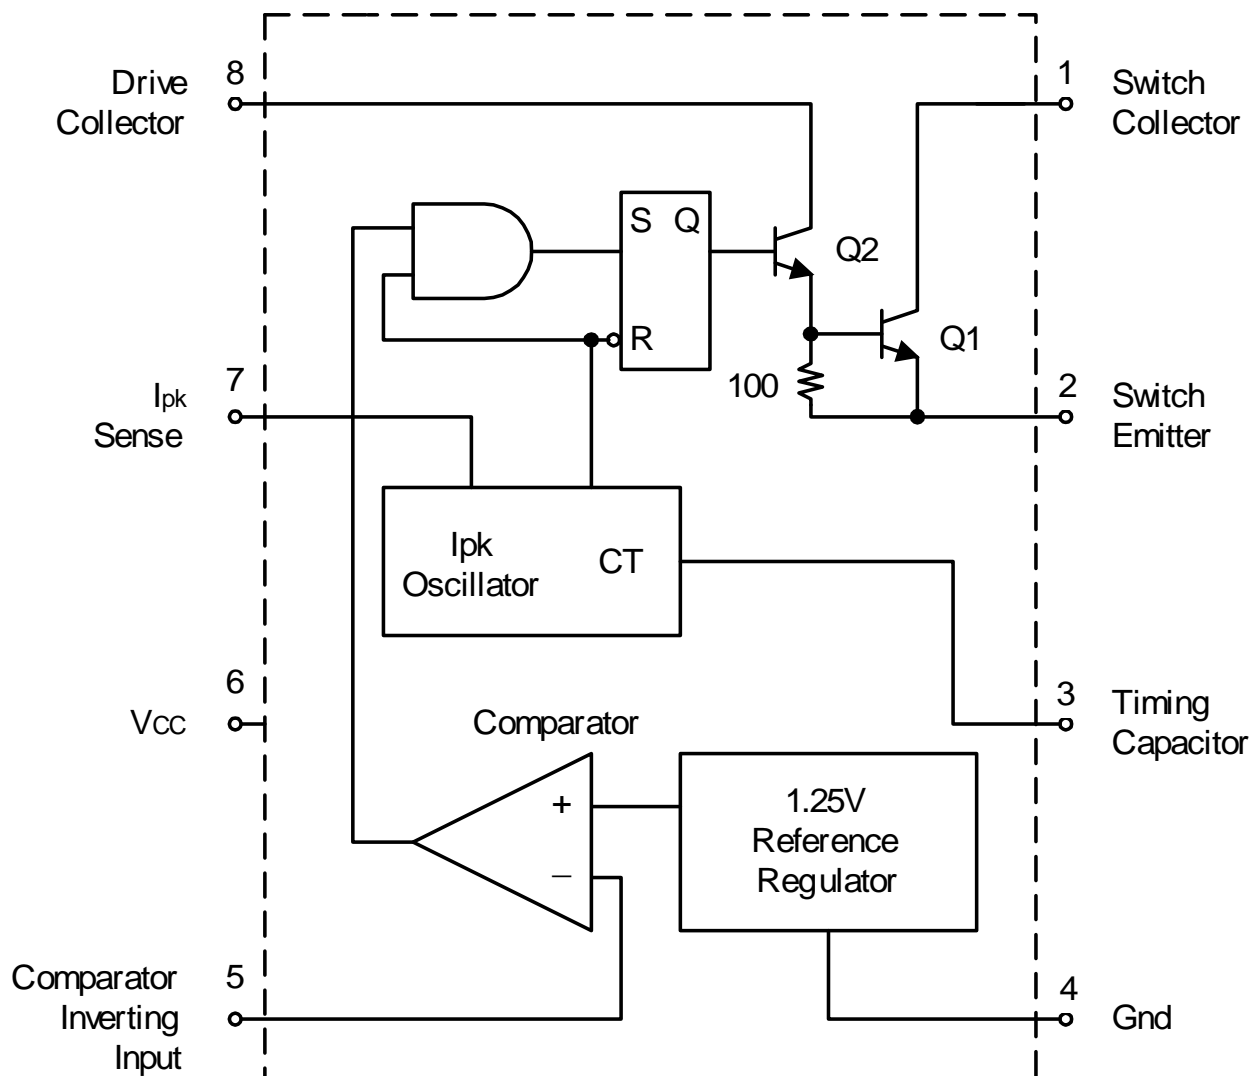 8
Drive
Collector
1
Switch
Collector
S Q
Q2
R
Q1
100
7
Ipk
Sense
2
Switch
Emitter
Ipk
Oscillator
CT
6
VCC
3
Timing
Capacitor
Comparator
+
−
1.25V
Reference
Regulator
5
Comparator
Inverting
Input
4
Gnd